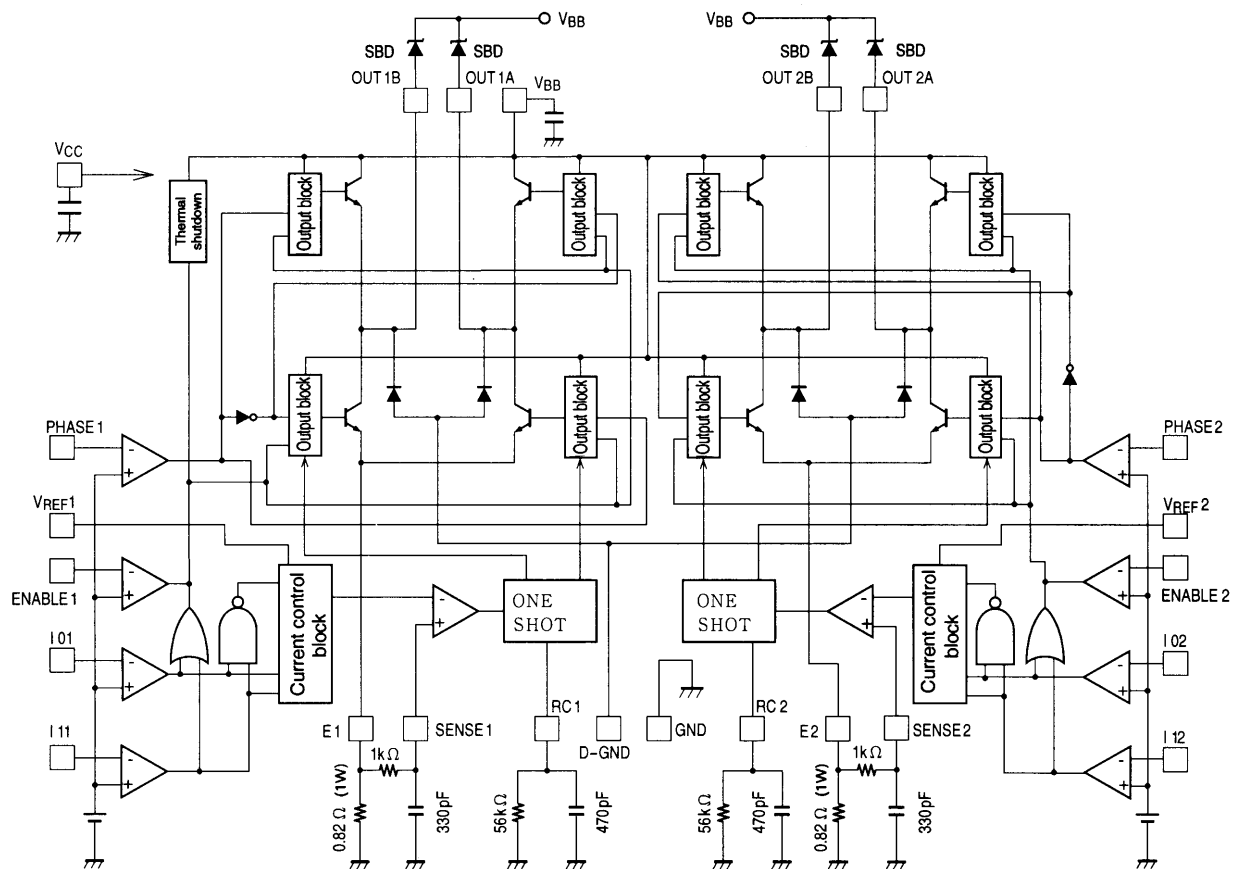 VBB
VBB
SBD
SBD
SBD
SBD
OUT 1B
OUT 1A
VBB
OUT 2B
OUT 2A
VCC
Thermal shutdown
Output block
Output block
Output block
Output block
Output block
Output block
Output block
Output block
PHASE 1
PHASE 2
VREF 1
VREF 2
ENABLE 1
ENABLE 2
Current control block
ONE SHOT
ONE SHOT
Current control block
I 01
I 02
I 11
I 12
E1
SENSE1
RC 1
D-GND
GND
RC 2
E2
SENSE2
1kΩ
1kΩ
0.82 Ω (1W)
330pF
56kΩ
470pF
56kΩ
470pF
0.82 Ω (1W)
330pF
- + - +
- + - +
- + - +
- + - +
- + - +